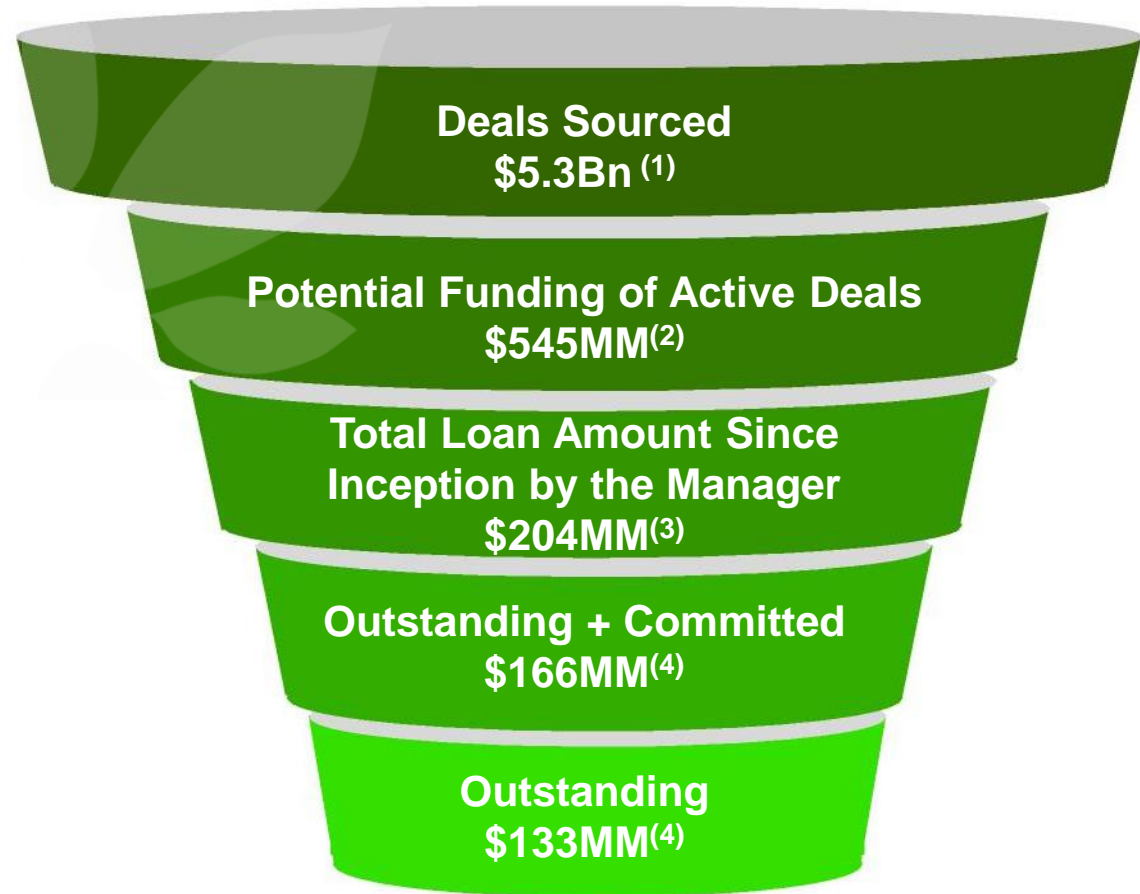 Deals Sourced
$5.3Bn (1)
Potential Funding of Active Deals
$545MM(2)
Total Loan Amount Since
Inception by the Manager
$204MM(3)
Outstanding + Committed
$166MM(4)
Outstanding
$133MM(4)